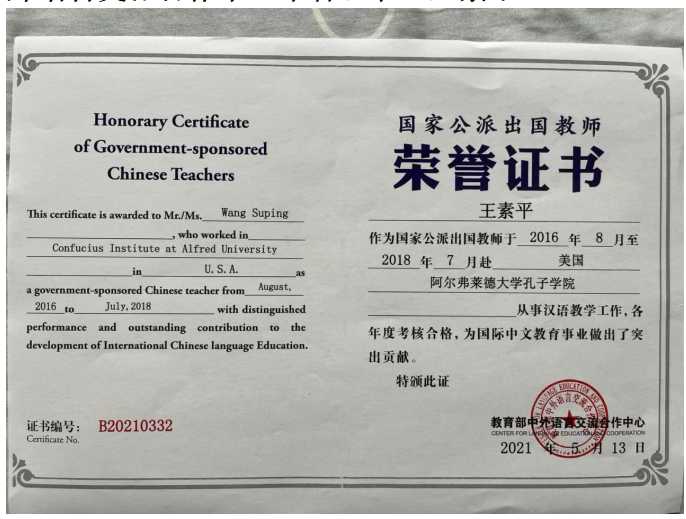 Honorary Certificate
of Government-sponsored
Chinese Teachers
This certificate is awarded to Mr./Ms. Wang Suping
, who worked in
Confucius Institute at Alfred University
in U.S.A. as
a government-sponsored Chinese teacher from August,
2016 to July,2018 with distinguished
performance and outstanding contribution to the
development of International Chinese language Education.
证书编号: B20210332
Certificate No.
国家公派出国教师
荣誉证书
王素平
作为国家公派出国教师于 2016 年 8 月至
2018 年 7 月赴 美国
阿尔弗莱德大学孔子学院
从事汉语教学工作,各
年度考核合格,为国际中文教育事业做出了突
出贡献。
特颁此证
教育部中外语言交流合作中心
CENTER FOR LANGUAGE EDUCATION AND COOPERATION
2021 年 5 月 13 日